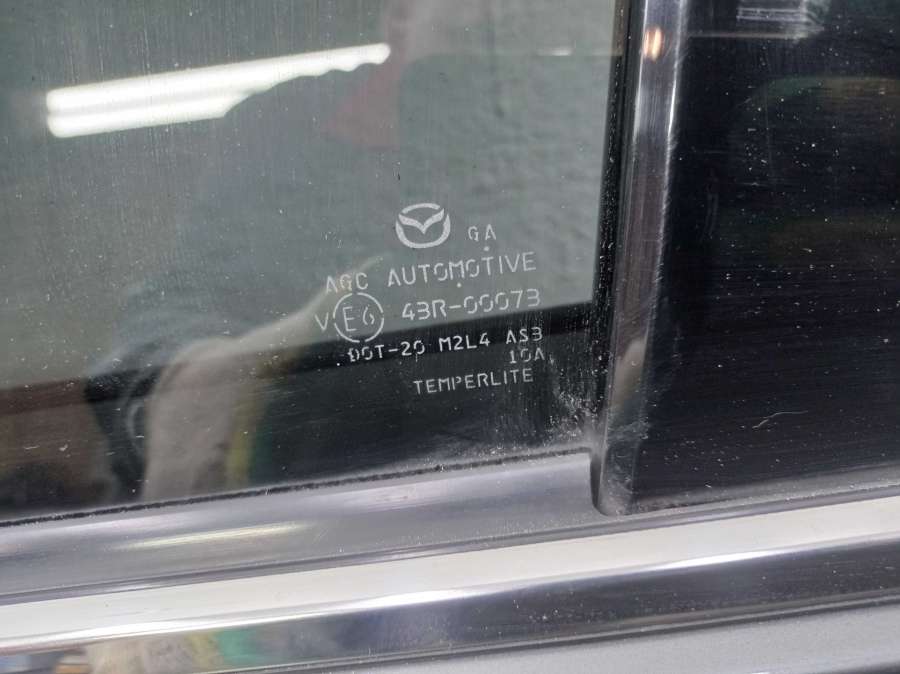 GA
AGC AUTOMOTIVE
V E6 43R-00073
DOT-20 M2L4 AS3
10A
TEMPERLITE